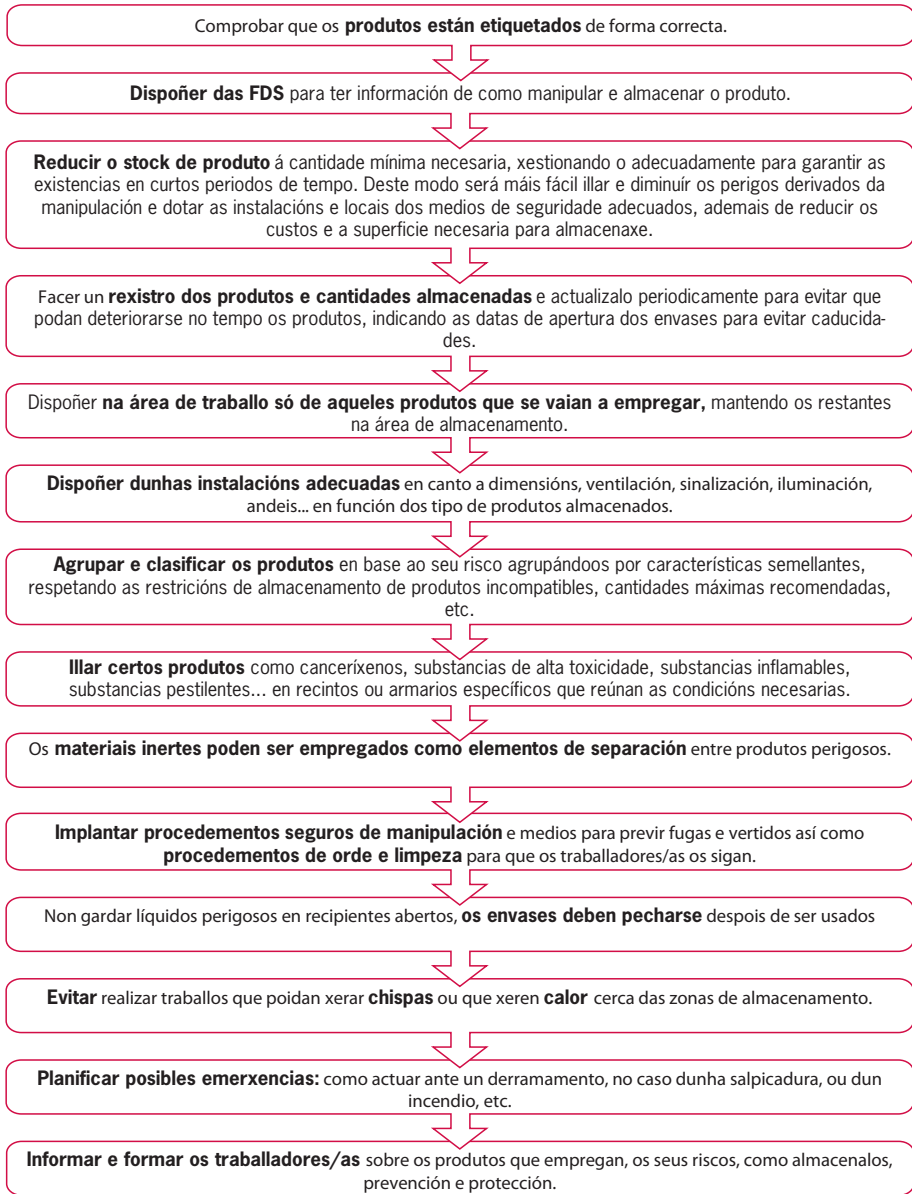 Comprobar que os produtos están etiquetados de forma correcta.
Dispoñer das FDS para ter información de como manipular e almacenar o produto.
Reducir o stock de produto á cantidade mínima necesaria, xestionando o adecuadamente para garantir as
existencias en curtos periodos de tempo. Deste modo será máis fácil illar e diminuír os perigos derivados da
manipulación e dotar as instalacións e locais dos medios de seguridade adecuados, ademais de reducir os
custos e a superficie necesaria para almacenaxe.
Facer un rexistro dos produtos e cantidades almacenadas e actualizalo periodicamente para evitar que
podan deteriorarse no tempo os produtos, indicando as datas de apertura dos envases para evitar caducida-
des.
Dispoñer na área de traballo só de aqueles produtos que se vaian a empregar, mantendo os restantes
na área de almacenamento.
Dispoñer dunhas instalacións adecuadas en canto a dimensións, ventilación, sinalización, iluminación,
andeis... en función dos tipo de produtos almacenados.
Agrupar e clasificar os produtos en base ao seu risco agrupándoos por características semellantes,
respetando as restricións de almacenamento de produtos incompatibles, cantidades máximas recomendadas,
etc.
Illar certos produtos como canceríxenos, substancias de alta toxicidade, substancias inflamables,
substancias pestilentes... en recintos ou armarios específicos que reúnan as condicións necesarias.
Os materiais inertes poden ser empregados como elementos de separación entre produtos perigosos.
Implantar procedementos seguros de manipulación e medios para previr fugas e vertidos así como
procedementos de orde e limpeza para que os traballadores/as os sigan.
Non gardar líquidos perigosos en recipientes abertos, os envases deben pecharse despois de ser usados
Evitar realizar traballos que poidan xerar chispas ou que xeren calor cerca das zonas de almacenamento.
Planificar posibles emerxencias: como actuar ante un derramamento, no caso dunha salpicadura, ou dun
incendio, etc.
Informar e formar os traballadores/as sobre os produtos que empregan, os seus riscos, como almacenalos,
prevención e protección.